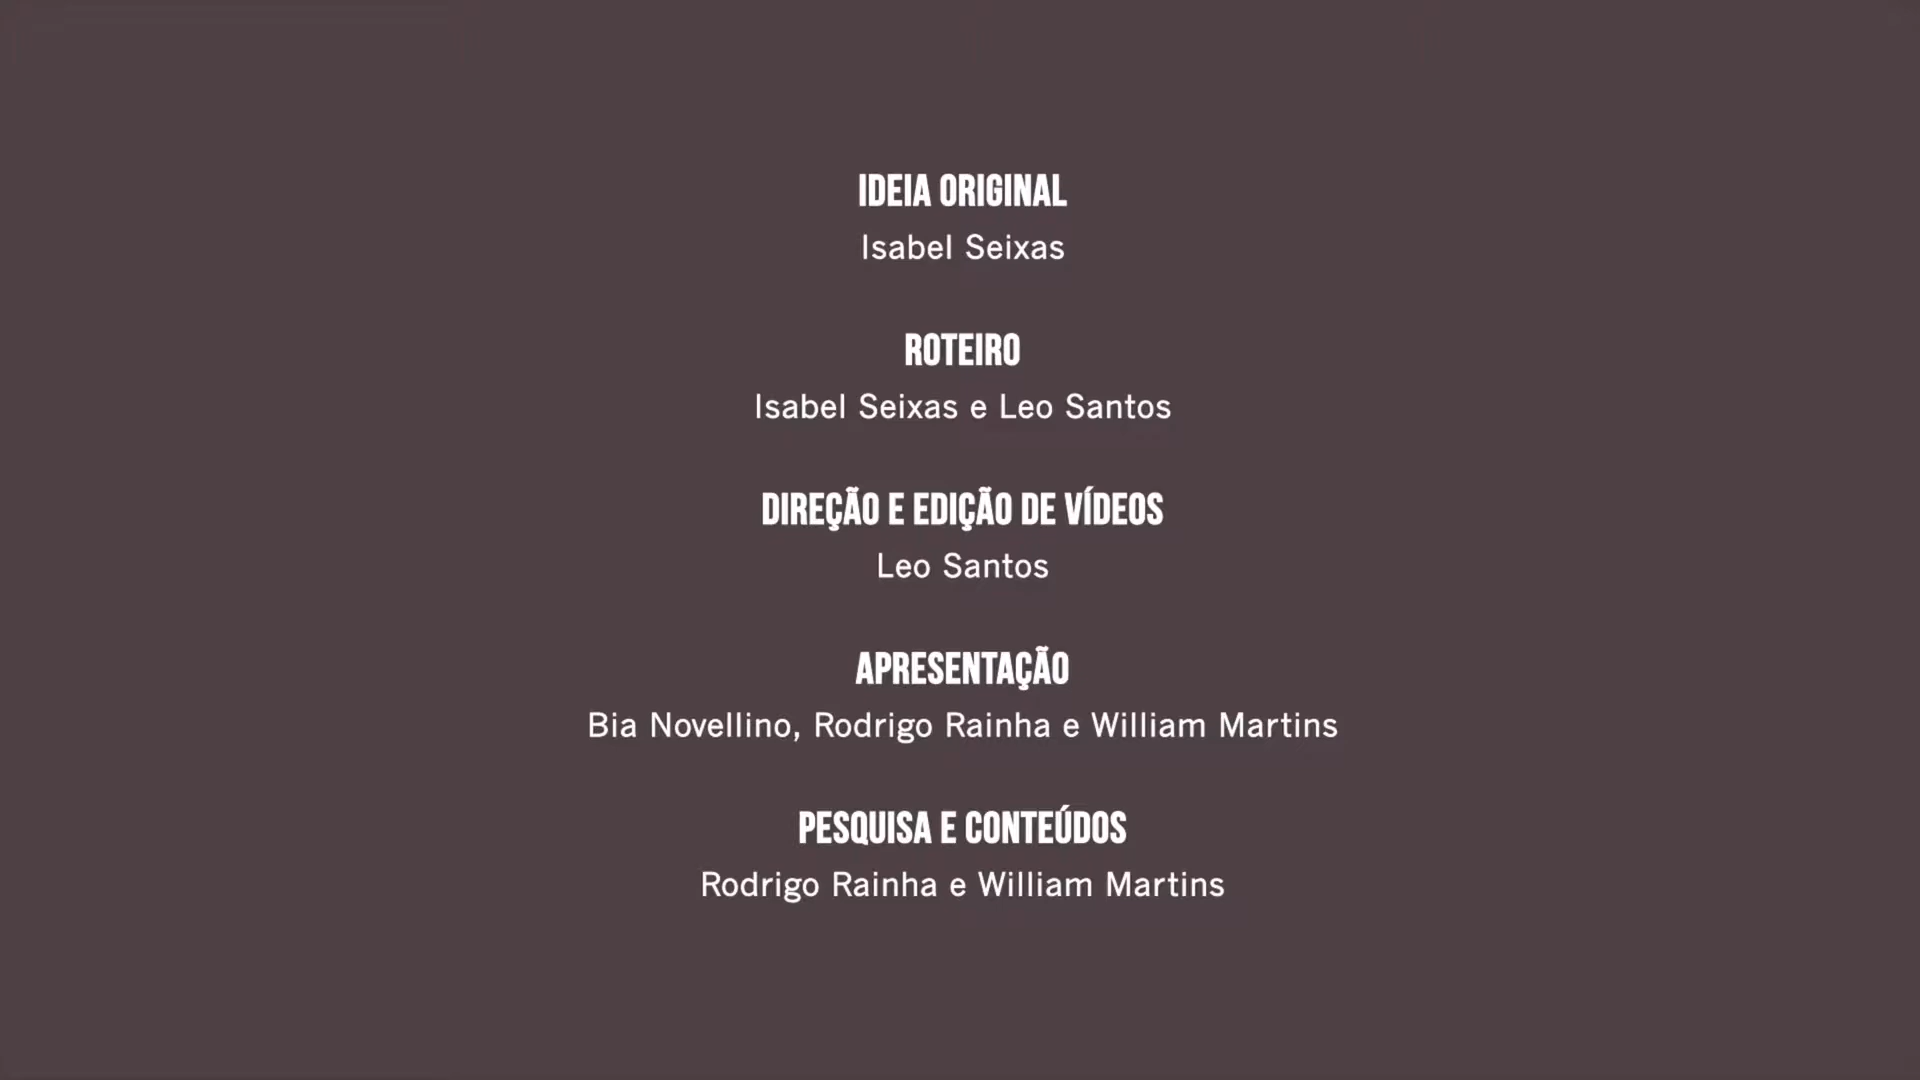 IDEIA ORIGINAL
Isabel Seixas
ROTEIRO
Isabel Seixas e Leo Santos
DIREÇÃO E EDIÇÃO DE VÍDEOS
Leo Santos
APRESENTAÇÃO
Bia Novellino, Rodrigo Rainha e William Martins
PESQUISA E CONTEÚDOS
Rodrigo Rainha e William Martins